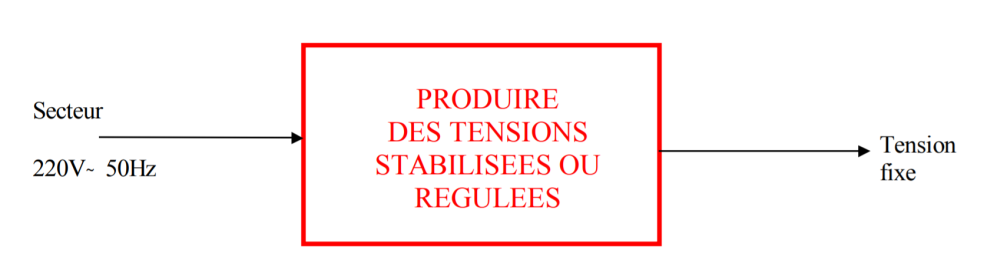 Secteur
220V~ 50Hz
PRODUIRE
DES TENSIONS
STABILISEES OU
REGULEES
Tension
fixe